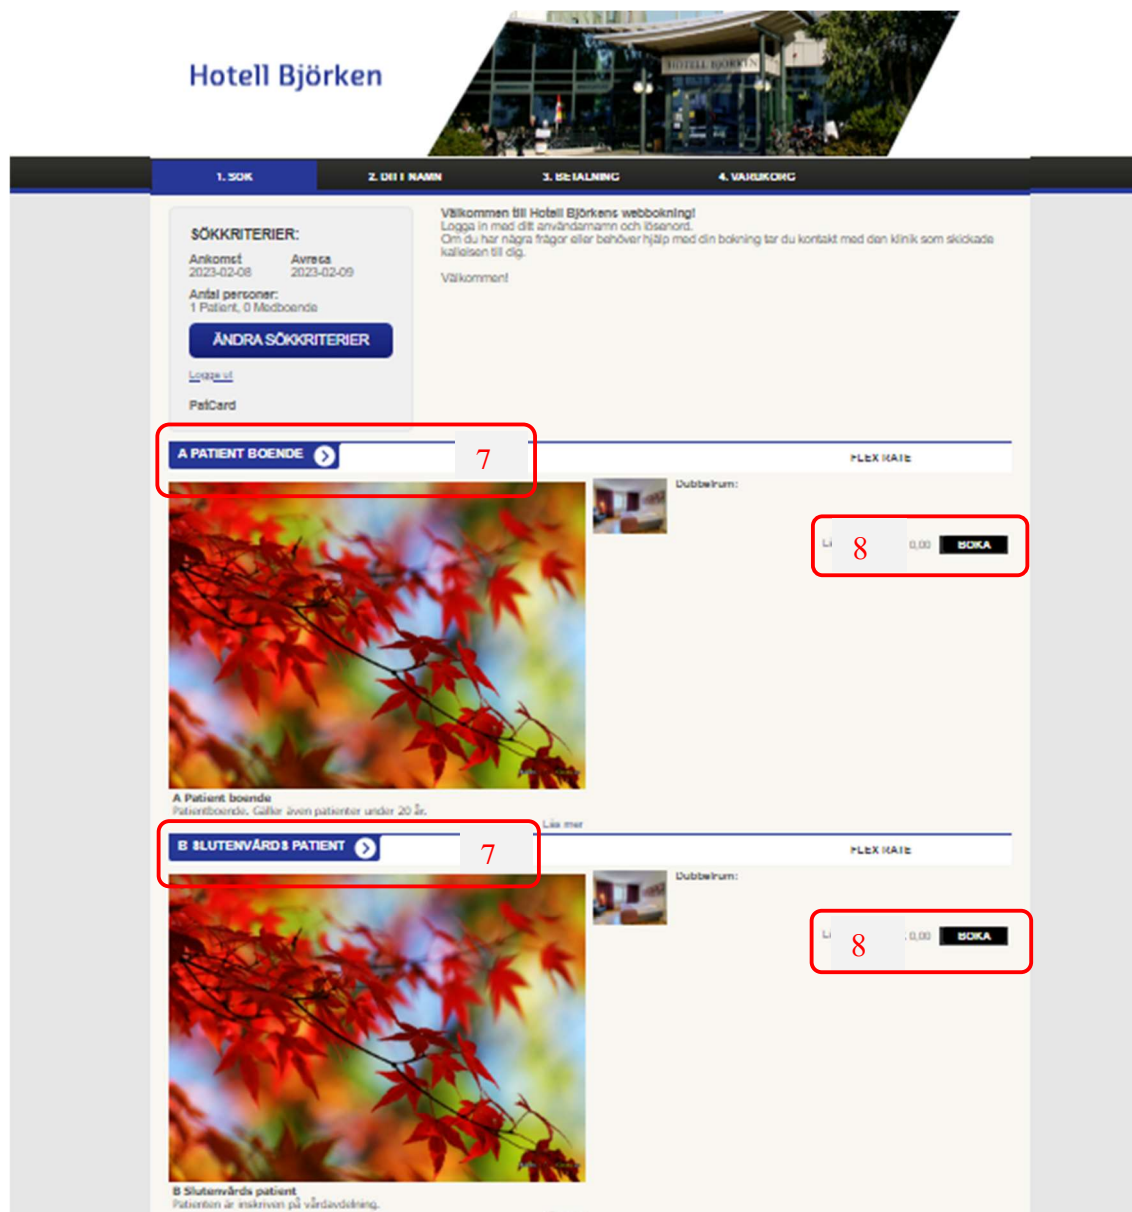 Hotell Björken
HOTELL BJÖRKEN
1. SÖK 2. DITT NAMN 3. BETALNING 4. VARUKORG
SÖKKRITERIER:
Ankomst Avresa
2023-02-08 2023-02-09
Antal personer:
1 Patient, 0 Medboende
ÄNDRA SÖKKRITERIER
Logga ut
PatCard
Välkommen till Hotell Björkens webbokning!
Logga in med ditt användarnamn och lösenord.
Om du har några frågor eller behöver hjälp med din bokning tar du kontakt med den klinik som skickade
kallelsen till dig.
Välkommen!
A PATIENT BOENDE 7 FLEX RATE
Dubbelrum:
8 0,00 BOKA
A Patient boende
Patientboende. Gäller även patienter under 20 år.
Läs mer
B SLUTENVÅRDS PATIENT 7 FLEX RATE
Dubbelrum:
8 0,00 BOKA
B Slutenvårds patient
Patienten är inskriven på vårdavdelning.